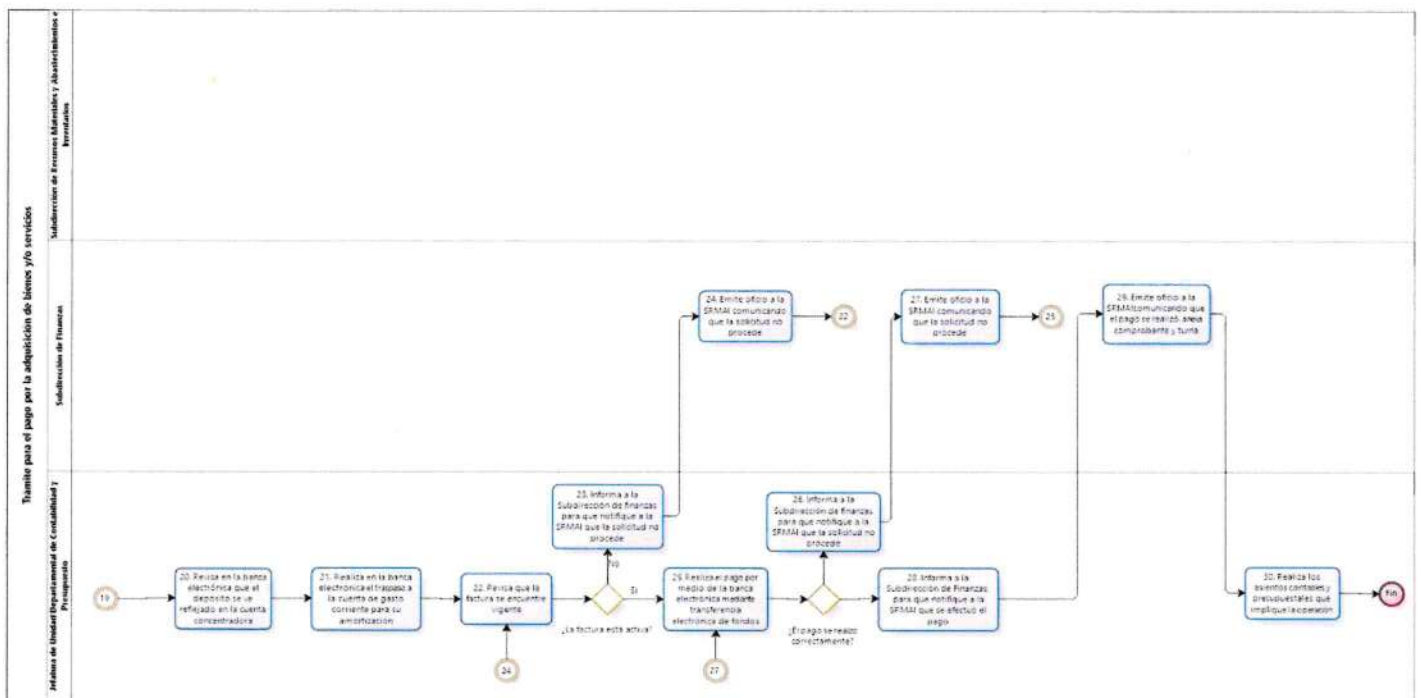 Tramite para el pago por la adquisicion de bienes y/o servicios
Subdireccion de Recursos Materiales y Abastecimientos e
Inventarios
Subdirección de Finanzas
Jefatura de Unidad Departamental de Contabilidad y
Presupuesto
24. Emite oficio a la
SRMAI comunicando
que la solicitud no
procede
22
27. Emite oficio a la
SRMAI comunicando
que la solicitud no
procede
25
29. Emite oficio a la
SRMAIcomunicando que
el pago se realizó, anexa
comprobante y turna
23. Informa a la
Subdirección de finanzas
para que notifique a la
SRMAI que la solicitud no
procede
26. Informa a la
Subdirección de finanzas
para que notifique a la
SRMAI que la solicitud no
procede
No
19
20. Revisa en la banca
electrónica que el
depósito se ve
reflejado en la cuenta
concentradora
21. Realiza en la banca
electrónica el traspaso a
la cuenta de gasto
corriente para su
amortización
22. Revisa que la
factura se encuentre
vigente
Si
¿La factura está activa?
25. Realiza el pago por
medio de la banca
electrónica mediante
transferencia
electrónica de fondos
¿El pago se realizó
correctamente?
28. Informa a la
Subdirección de Finanzas
para que notifique a la
SRMAI que se efectuó el
pago
30. Realiza los
asientos contables y
presupuestales que
implique la operación
Fin
24
27